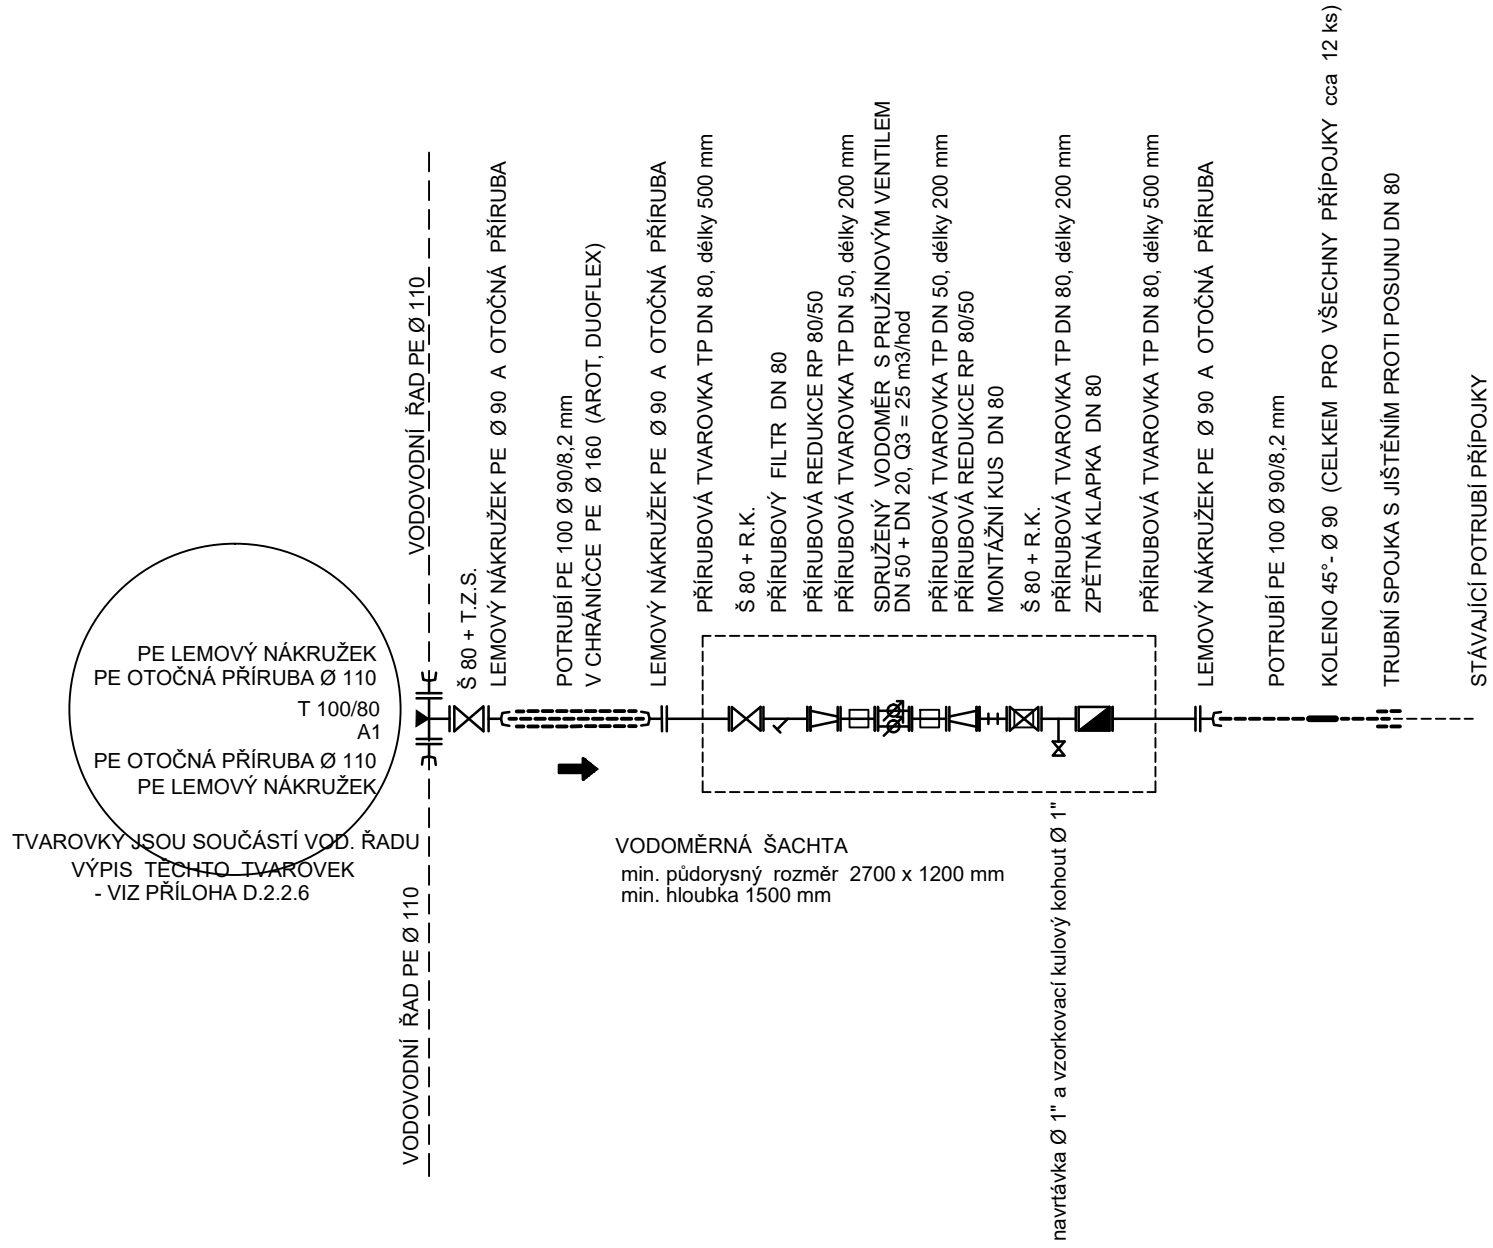 VODOVODNÍ ŘAD PE Ø 110
PE LEMOVÝ NÁKRUŽEK
PE OTOČNÁ PŘÍRUBA Ø 110
T 100/80
A1
PE OTOČNÁ PŘÍRUBA Ø 110
PE LEMOVÝ NÁKRUŽEK
TVAROVKY JSOU SOUČÁSTÍ VOD. ŘADU
VÝPIS TĚCHTO TVAROVEK
- VIZ PŘÍLOHA D.2.2.6
VODOVODNÍ ŘAD PE Ø 110
Š 80 + T.Z.S.
LEMOVÝ NÁKRUŽEK PE Ø 90 A OTOČNÁ PŘÍRUBA
POTRUBÍ PE 100 Ø 90/8,2 mm
V CHRÁNIČCE PE Ø 160 (AROT, DUOFLEX)
LEMOVÝ NÁKRUŽEK PE Ø 90 A OTOČNÁ PŘÍRUBA
PŘÍRUBOVÁ TVAROVKA TP DN 80, délky 500 mm
Š 80 + R.K.
PŘÍRUBOVÝ FILTR DN 80
PŘÍRUBOVÁ REDUKCE RP 80/50
PŘÍRUBOVÁ TVAROVKA TP DN 50, délky 200 mm
SDRUŽENÝ VODOMĚR S PRUŽINOVÝM VENTILEM
DN 50 + DN 20, Q3 = 25 m3/hod
PŘÍRUBOVÁ TVAROVKA TP DN 50, délky 200 mm
PŘÍRUBOVÁ REDUKCE RP 80/50
MONTÁŽNÍ KUS DN 80
Š 80 + R.K.
PŘÍRUBOVÁ TVAROVKA TP DN 80, délky 200 mm
ZPĚTNÁ KLAPKA DN 80
PŘÍRUBOVÁ TVAROVKA TP DN 80, délky 500 mm
LEMOVÝ NÁKRUŽEK PE Ø 90 A OTOČNÁ PŘÍRUBA
POTRUBÍ PE 100 Ø 90/8,2 mm
KOLENO 45°- Ø 90 (CELKEM PRO VŠECHNY PŘÍPOJKY cca 12 ks)
TRUBNÍ SPOJKA S JIŠTĚNÍM PROTI POSUNU DN 80
STÁVAJÍCÍ POTRUBÍ PŘÍPOJKY
VODOMĚRNÁ ŠACHTA
min. půdorysný rozměr 2700 x 1200 mm
min. hloubka 1500 mm
navrtávka Ø 1" a vzorkovací kulový kohout Ø 1"